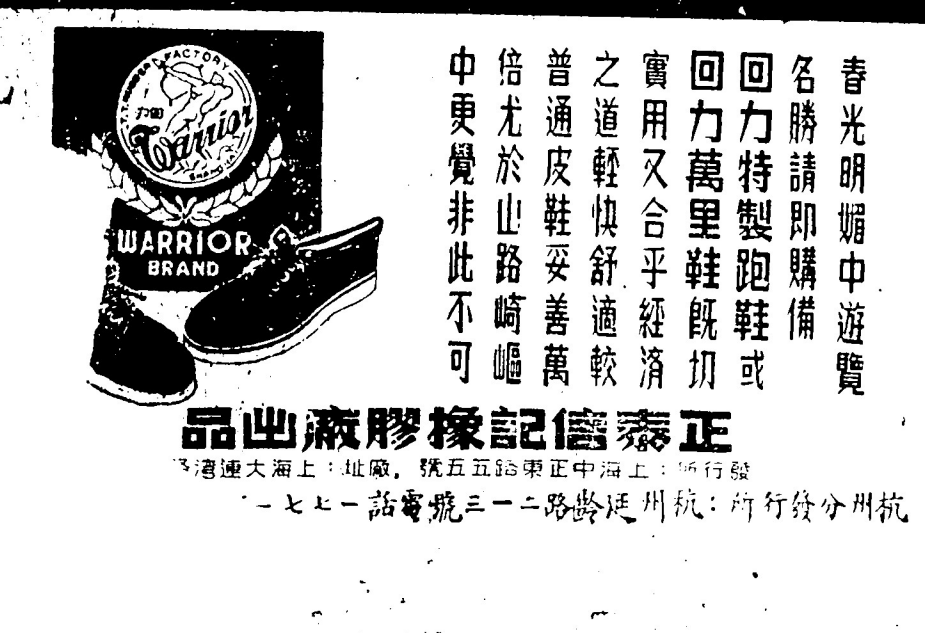 春光明媚中遊覽
名勝請即購備
回力特製跑鞋或
回力萬里鞋既切
實用又合乎經濟
之道輕快舒適較
普通皮鞋妥善萬
倍尤於山路崎嶇
中更覺非此不可
FACTORY
回力
Warrior
SHANGHAI
WARRIOR
BRAND
正泰信記橡膠廠出品
發行所：上海中正東路五五號．廠址：上海大連灣
杭州分發行所：杭州延齡路二一三號電話一七七一